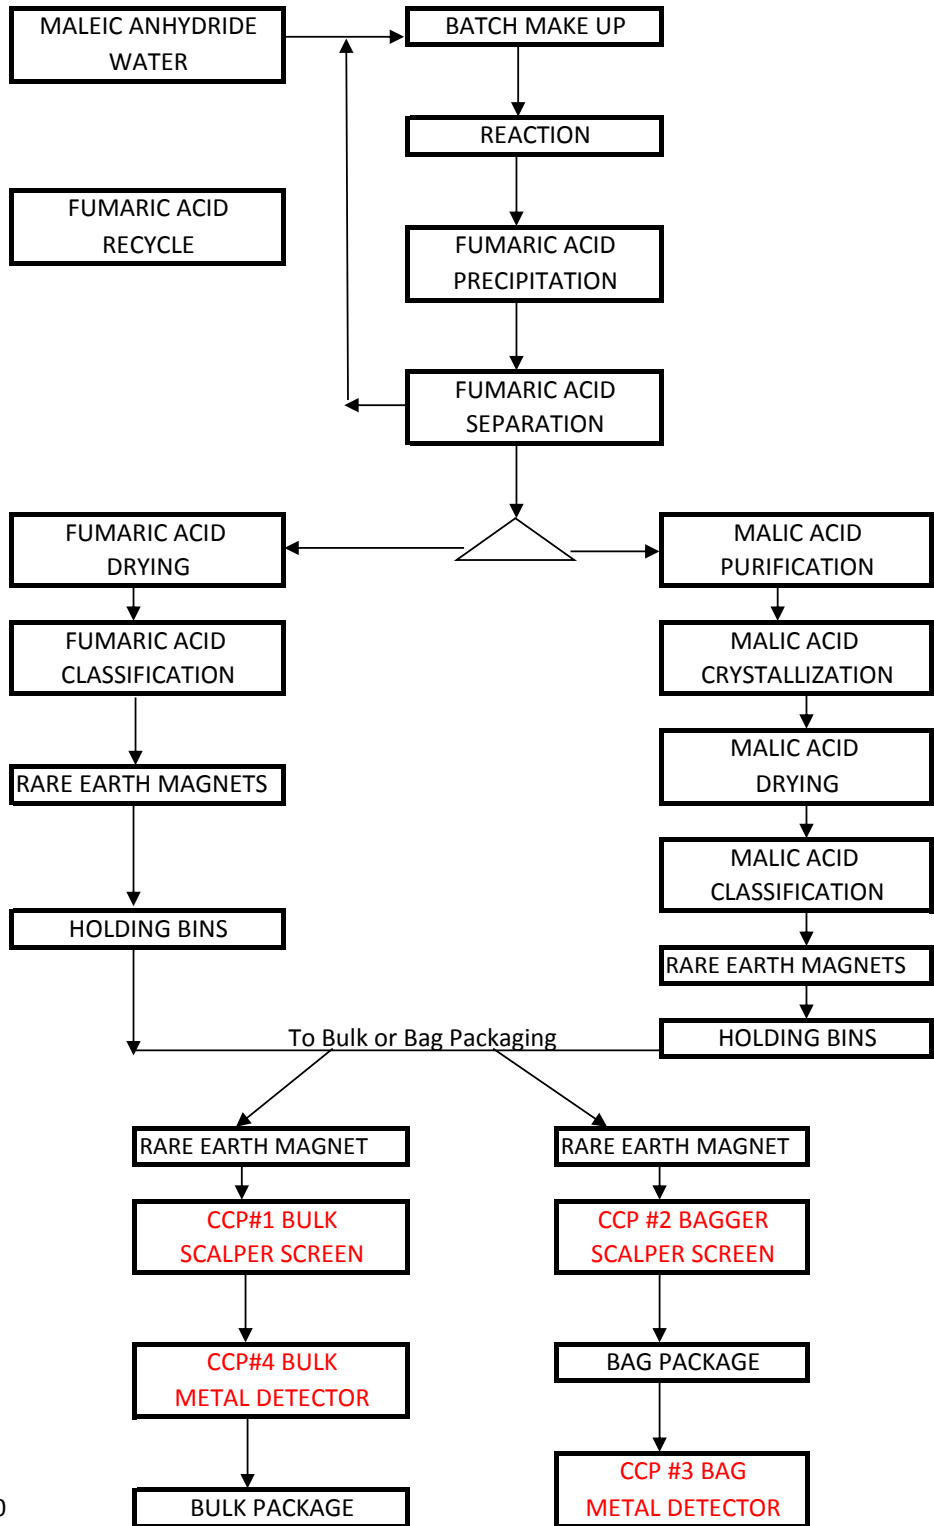 MALEIC ANHYDRIDE
WATER
BATCH MAKE UP
REACTION
FUMARIC ACID
RECYCLE
FUMARIC ACID
PRECIPITATION
FUMARIC ACID
SEPARATION
FUMARIC ACID
DRYING
MALIC ACID
PURIFICATION
FUMARIC ACID
CLASSIFICATION
MALIC ACID
CRYSTALLIZATION
RARE EARTH MAGNETS
MALIC ACID
DRYING
MALIC ACID
CLASSIFICATION
HOLDING BINS
RARE EARTH MAGNETS
HOLDING BINS
To Bulk or Bag Packaging
RARE EARTH MAGNET
RARE EARTH MAGNET
CCP#1 BULK
SCALPER SCREEN
CCP #2 BAGGER
SCALPER SCREEN
CCP#4 BULK
METAL DETECTOR
BAG PACKAGE
CCP #3 BAG
METAL DETECTOR
BULK PACKAGE
0